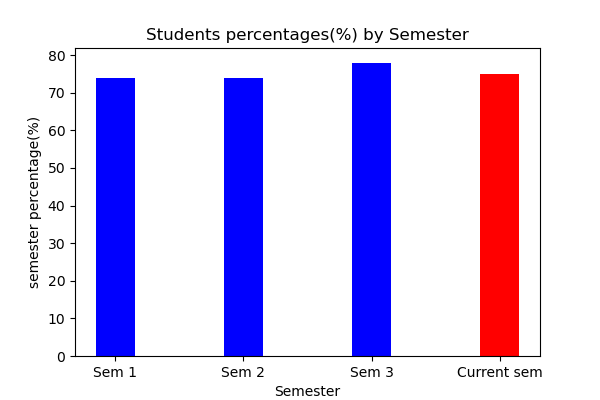 Students percentages(%) by Semester
semester percentage(%)
80
70
60
50
40
30
20
10
0
Sem 1 Sem 2 Sem 3 Current sem
Semester